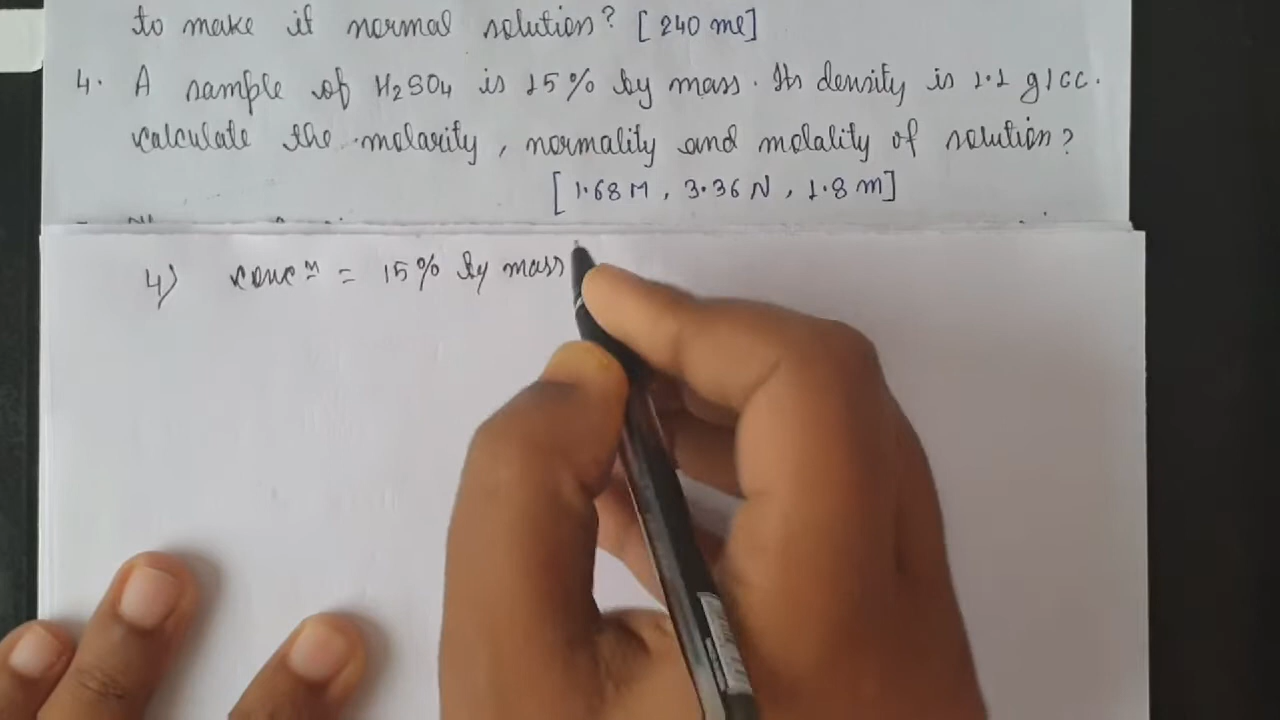 to make it normal solution? [240 ml]
4. A sample of H2SO4 is 15% by mass. Its density is 1.1 g/cc.
calculate the molarity, normality and molality of solution?
[1.68 M, 3.36 N, 1.8 m]
4) concn = 15% by mass